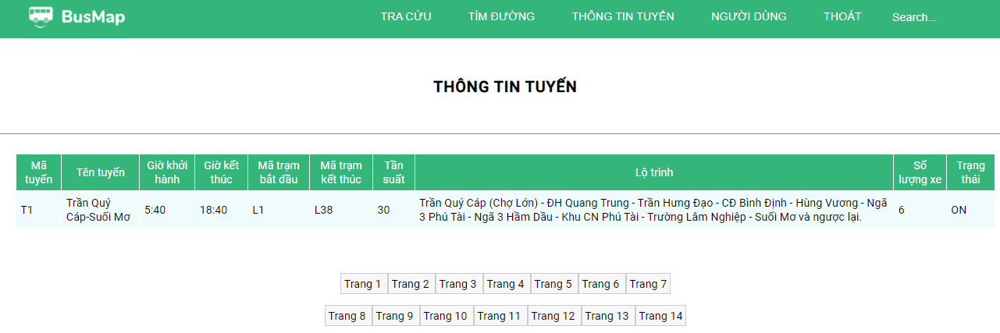 BusMap TRA CỨU TÌM ĐƯỜNG THÔNG TIN TUYẾN NGƯỜI DÙNG THOÁT Search...
THÔNG TIN TUYẾN
Mã tuyến Tên tuyến Giờ khởi hành Giờ kết thúc Mã trạm bắt dầu Mã trạm kết thúc Tần suất Lộ trình Số lượng xe Trạng thái
T1 Trần Quý Cáp-Suối Mơ 5:40 18:40 L1 L38 30 Trần Quý Cáp (Chợ Lớn) - ĐH Quang Trung - Trần Hưng Đạo - CĐ Bình Định - Hùng Vương - Ngã 3 Phú Tài - Ngã 3 Hầm Dầu - Khu CN Phú Tài - Trường Lâm Nghiệp - Suối Mơ và ngược lại. 6 ON
Trang 1 Trang 2 Trang 3 Trang 4 Trang 5 Trang 6 Trang 7
Trang 8 Trang 9 Trang 10 Trang 11 Trang 12 Trang 13 Trang 14